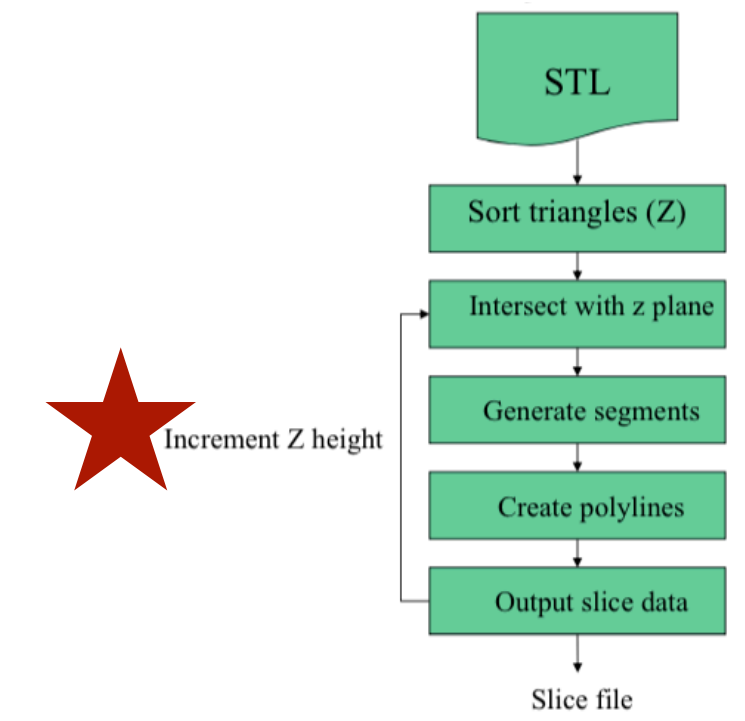 STL
Sort triangles (Z)
Intersect with z plane
Generate segments
Increment Z height
Create polylines
Output slice data
Slice file